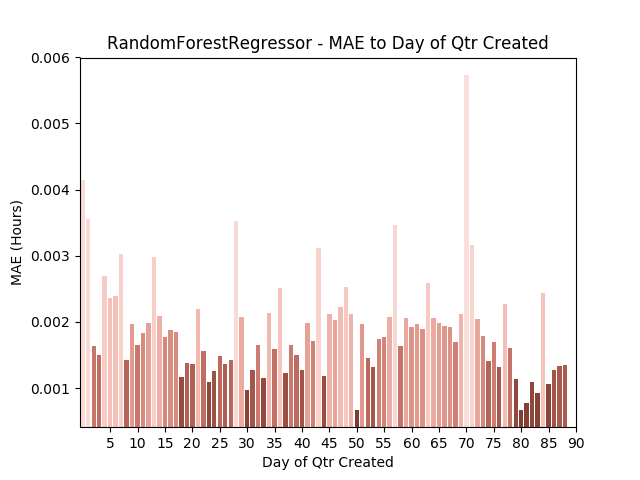 RandomForestRegressor - MAE to Day of Qtr Created
0.006
0.005
0.004
0.003
0.002
0.001
MAE (Hours)
5 10 15 20 25 30 35 40 45 50 55 60 65 70 75 80 85 90
Day of Qtr Created